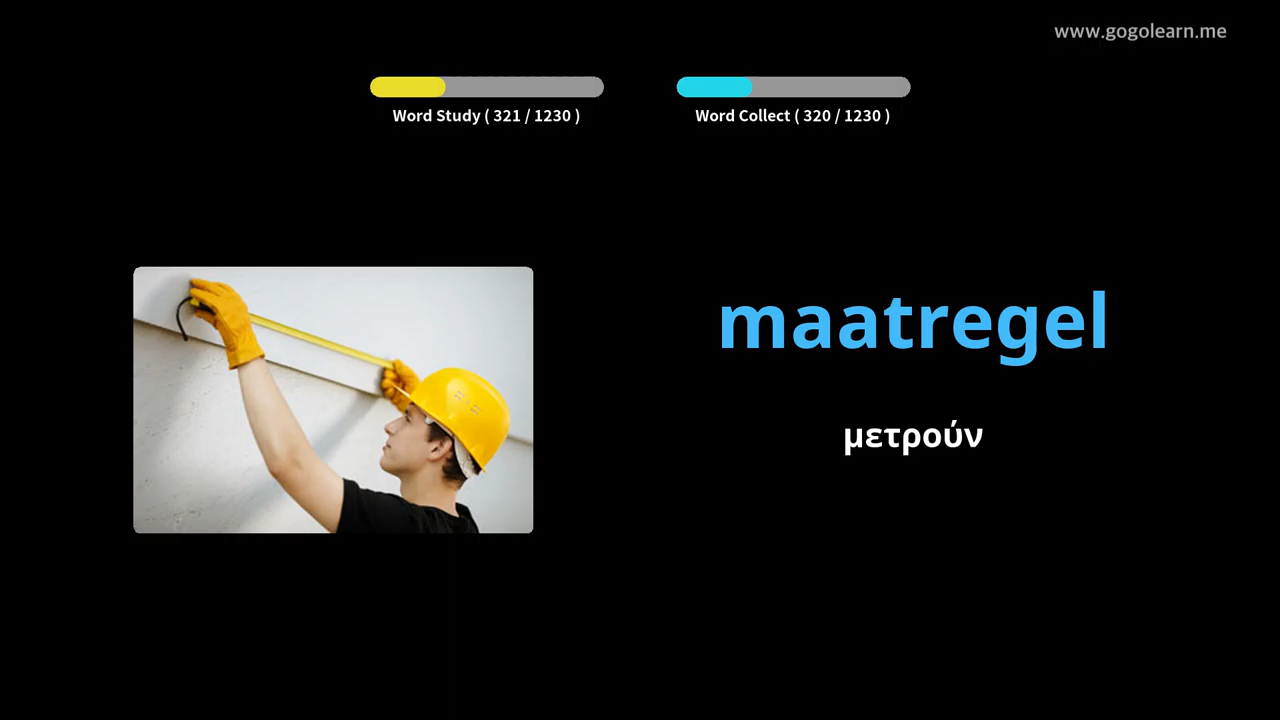 www.gogolearn.me
Word Study ( 321 / 1230 )
Word Collect ( 320 / 1230 )
maatregel
μετρούν